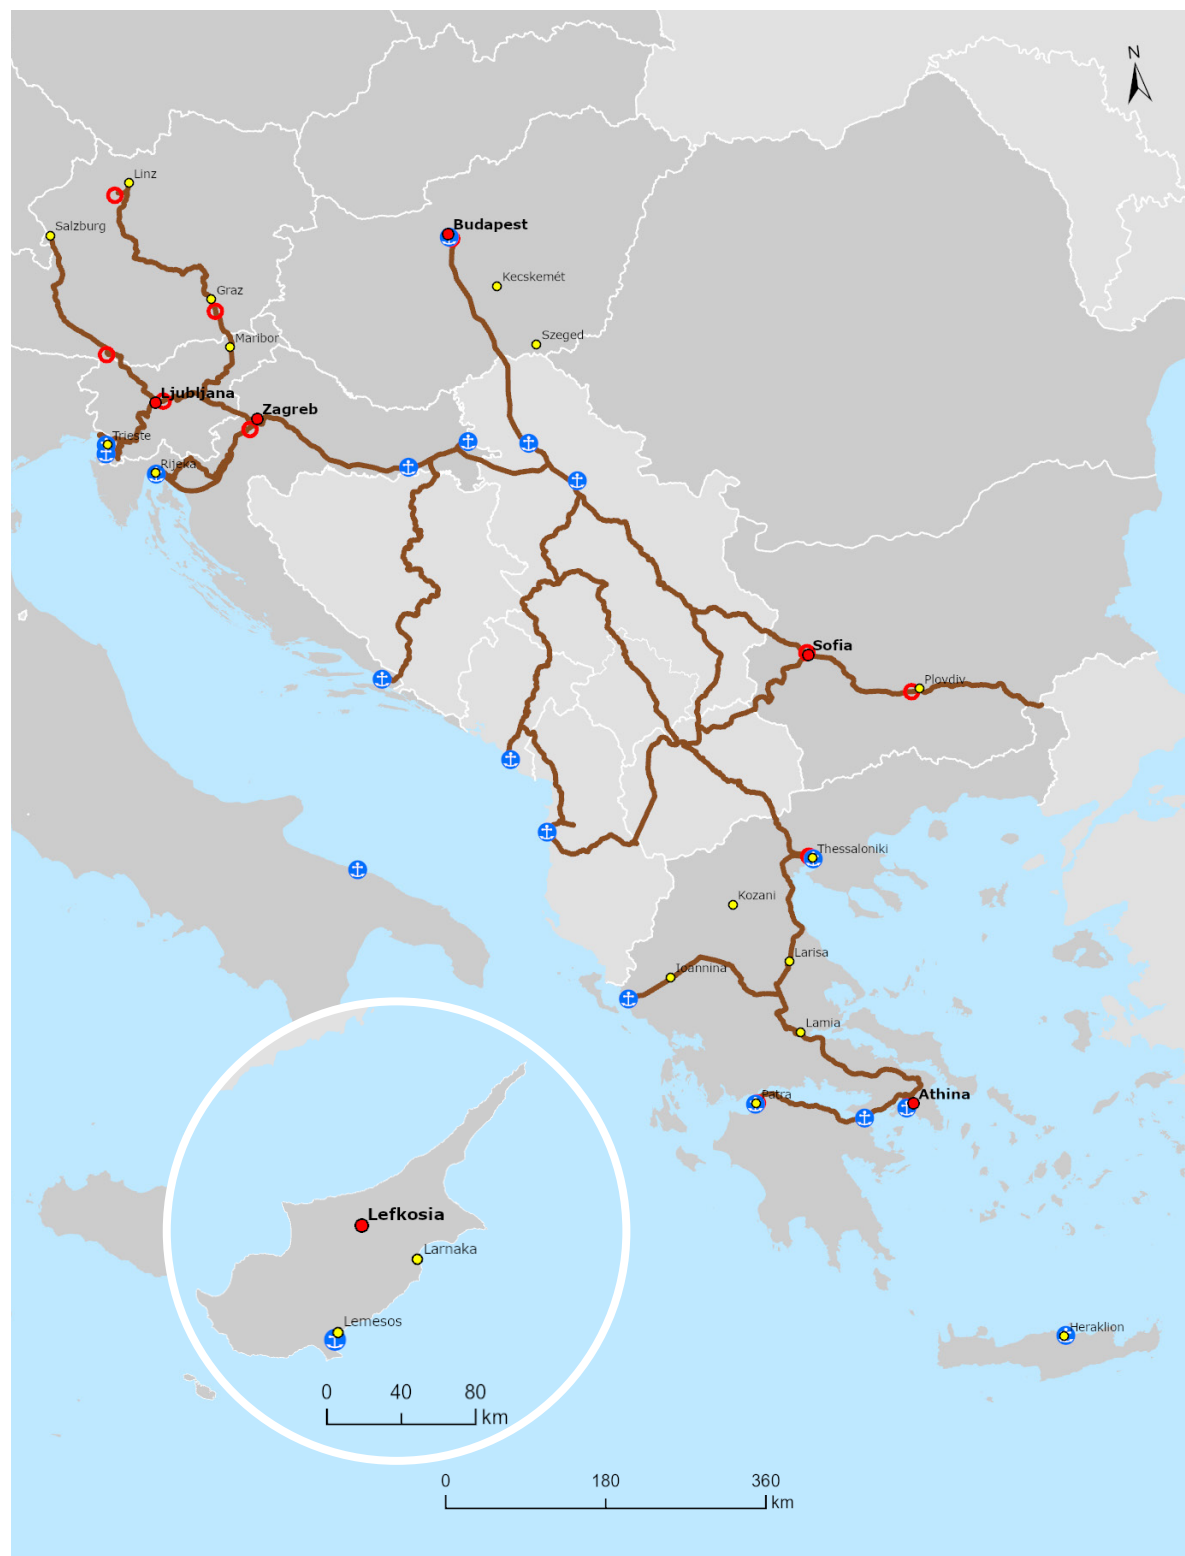 N
Linz
Salzburg
Budapest
Kecskemét
Graz
Szeged
Maribor
Ljubljana
Zagreb
Trieste
Rijeka
Sofia
Plovdiv
Thessaloniki
Kozani
Larisa
Ioannina
Lamia
Patra
Athina
Lefkosia
Larnaka
Lemesos
Heraklion
0 40 80
km
0 180 360
km